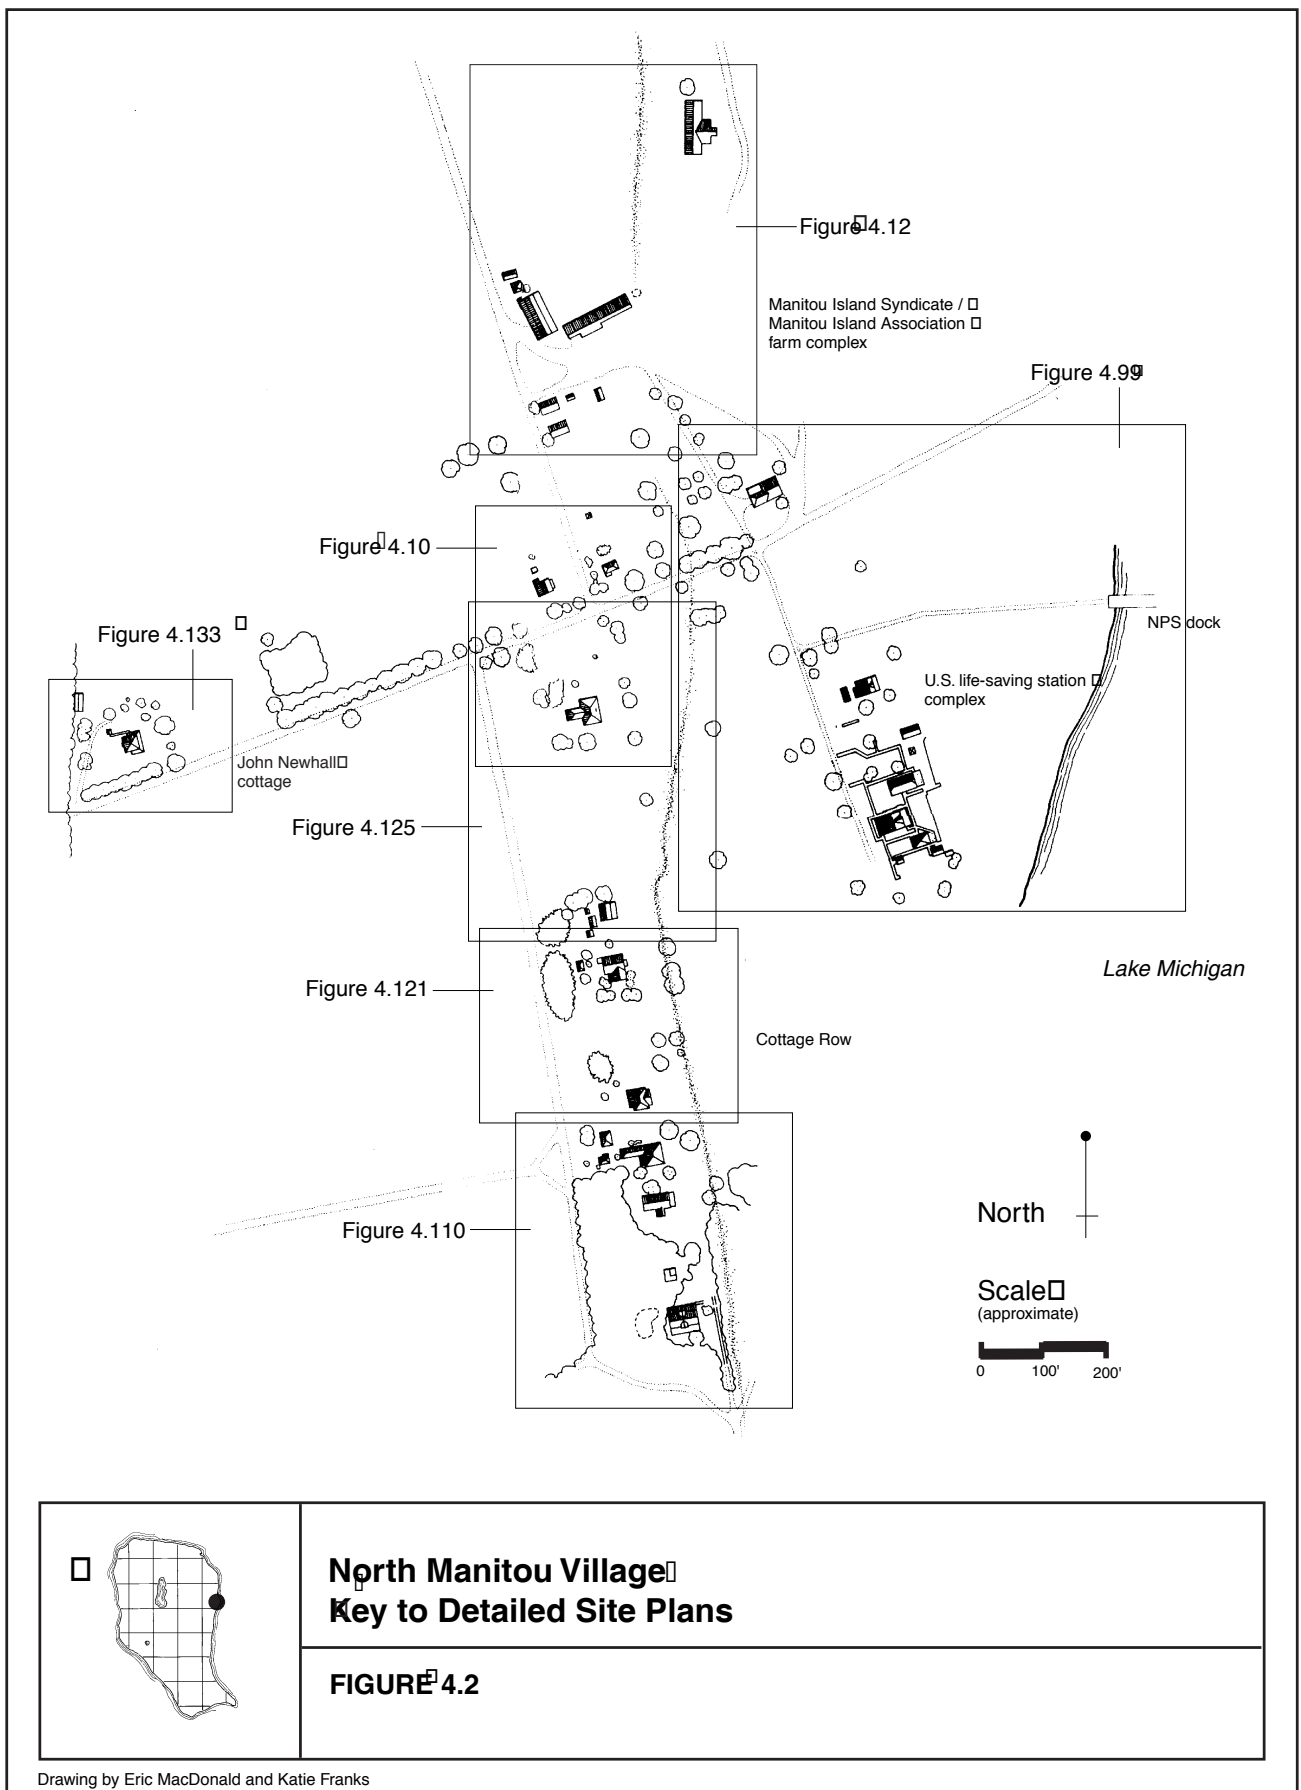 Figure 4.12
Manitou Island Syndicate /
Manitou Island Association
farm complex
Figure 4.99
Figure 4.10
NPS dock
Figure 4.133
U.S. life-saving station
complex
John Newhall
cottage
Figure 4.125
Lake Michigan
Figure 4.121
Cottage Row
North
Figure 4.110
Scale
(approximate)
0 100' 200'
North Manitou Village
Key to Detailed Site Plans
FIGURE 4.2
Drawing by Eric MacDonald and Katie Franks